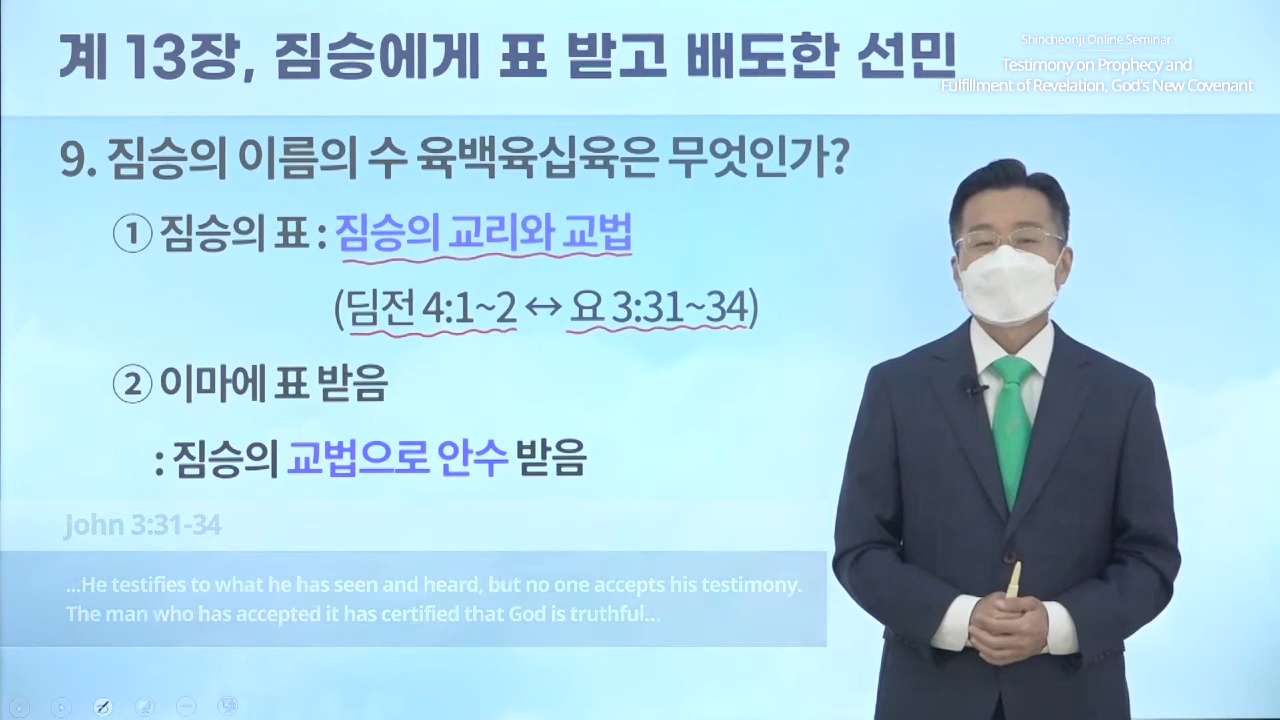 계 13장, 짐승에게 표 받고 배도한 선민
Shincheonji Online Seminar
Testimony on Prophecy and
Fulfillment of Revelation, God's New Covenant
9. 짐승의 이름의 수 육백육십육은 무엇인가?
① 짐승의 표 : 짐승의 교리와 교법
(딤전 4:1~2 ↔ 요 3:31~34)
② 이마에 표 받음
: 짐승의 교법으로 안수 받음
John 3:31-34
...He testifies to what he has seen and heard, but no one accepts his testimony.
The man who has accepted it has certified that God is truthful...